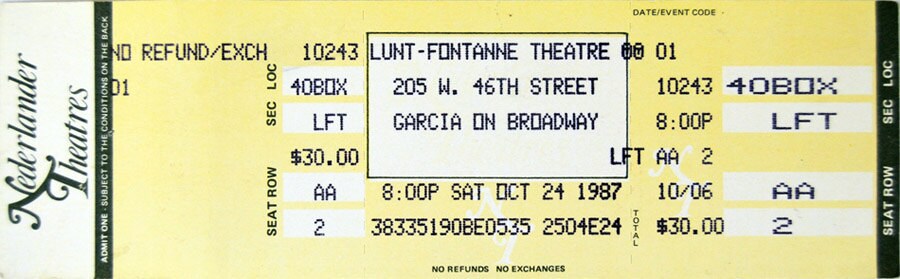 Nederlander
Theatres
ADMIT ONE - SUBJECT TO THE CONDITIONS ON THE BACK
DATE/EVENT CODE
NO REFUND/EXCH 10243 LUNT-FONTANNE THEATRE 00 01
01 SEC LOC 40BOX 205 W. 46TH STREET 10243 40BOX SEC LOC
LFT GARCIA ON BROADWAY 8:00P LFT
$30.00 LFT AA 2
SEAT ROW AA 8:00P SAT OCT 24 1987 10/06 AA SEAT ROW
2 38335190BE0535 2504E24 TOTAL $30.00 2
NO REFUNDS NO EXCHANGES